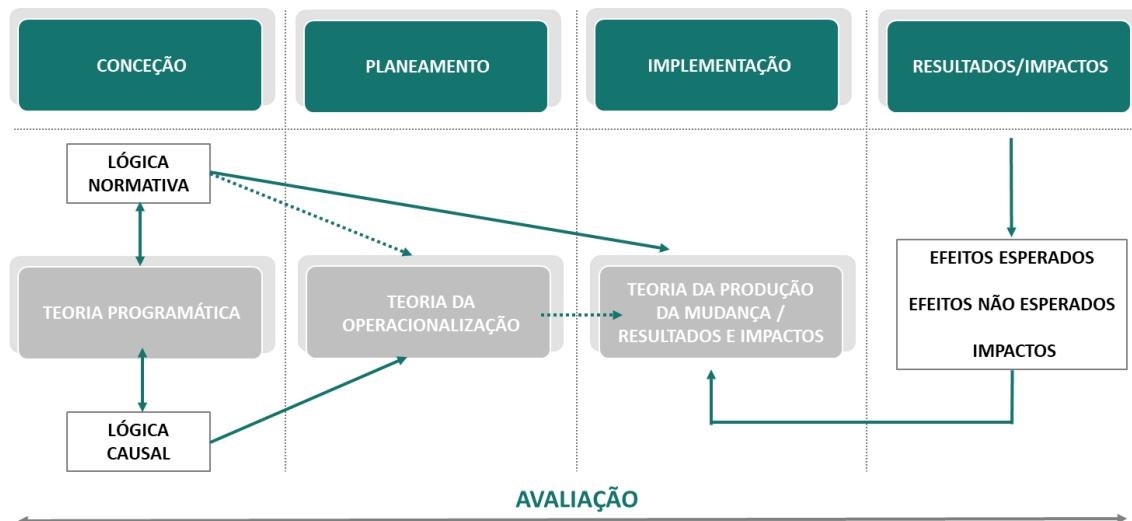 CONCEÇÃO
PLANEAMENTO
IMPLEMENTAÇÃO
RESULTADOS/IMPACTOS
LÓGICA
NORMATIVA
TEORIA PROGRAMÁTICA
TEORIA DA
OPERACIONALIZAÇÃO
TEORIA DA PRODUÇÃO
DA MUDANÇA /
RESULTADOS E IMPACTOS
EFEITOS ESPERADOS
EFEITOS NÃO ESPERADOS
IMPACTOS
LÓGICA
CAUSAL
AVALIAÇÃO